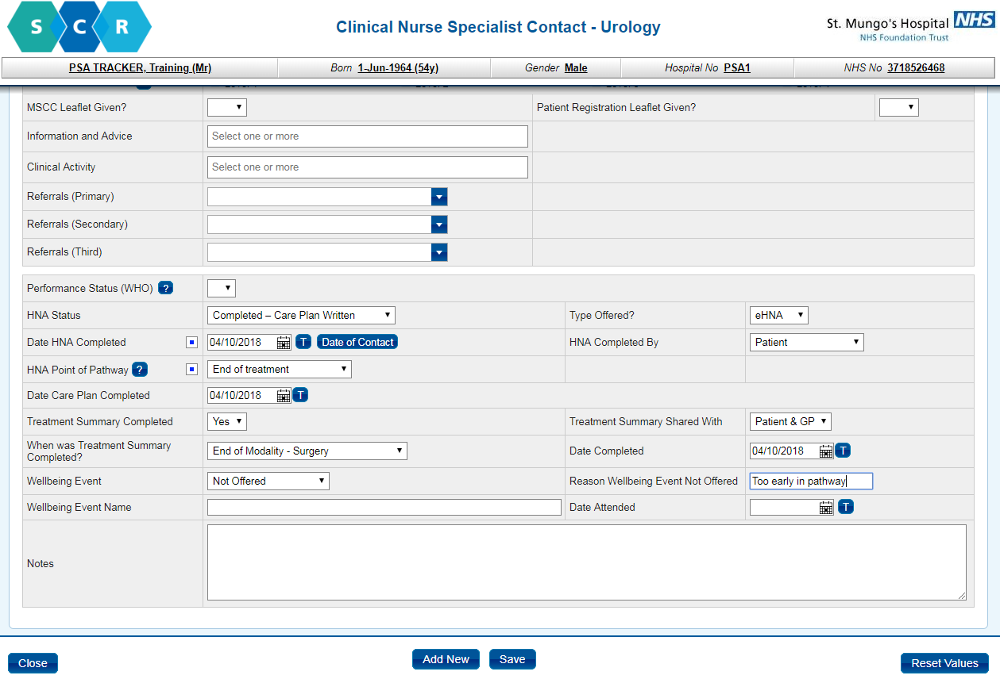 S C R
Clinical Nurse Specialist Contact - Urology
St. Mungo's Hospital NHS
NHS Foundation Trust
PSA TRACKER, Training (Mr) Born 1-Jun-1964 (54y) Gender Male Hospital No PSA1 NHS No 3718526468
MSCC Leaflet Given? Patient Registration Leaflet Given?
Information and Advice Select one or more
Clinical Activity Select one or more
Referrals (Primary)
Referrals (Secondary)
Referrals (Third)
Performance Status (WHO) ?
HNA Status Completed – Care Plan Written Type Offered? eHNA
Date HNA Completed 04/10/2018 T Date of Contact HNA Completed By Patient
HNA Point of Pathway ? End of treatment
Date Care Plan Completed 04/10/2018 T
Treatment Summary Completed Yes Treatment Summary Shared With Patient & GP
When was Treatment Summary
Completed? End of Modality - Surgery Date Completed 04/10/2018 T
Wellbeing Event Not Offered Reason Wellbeing Event Not Offered Too early in pathway
Wellbeing Event Name Date Attended T
Notes
Close Add New Save Reset Values